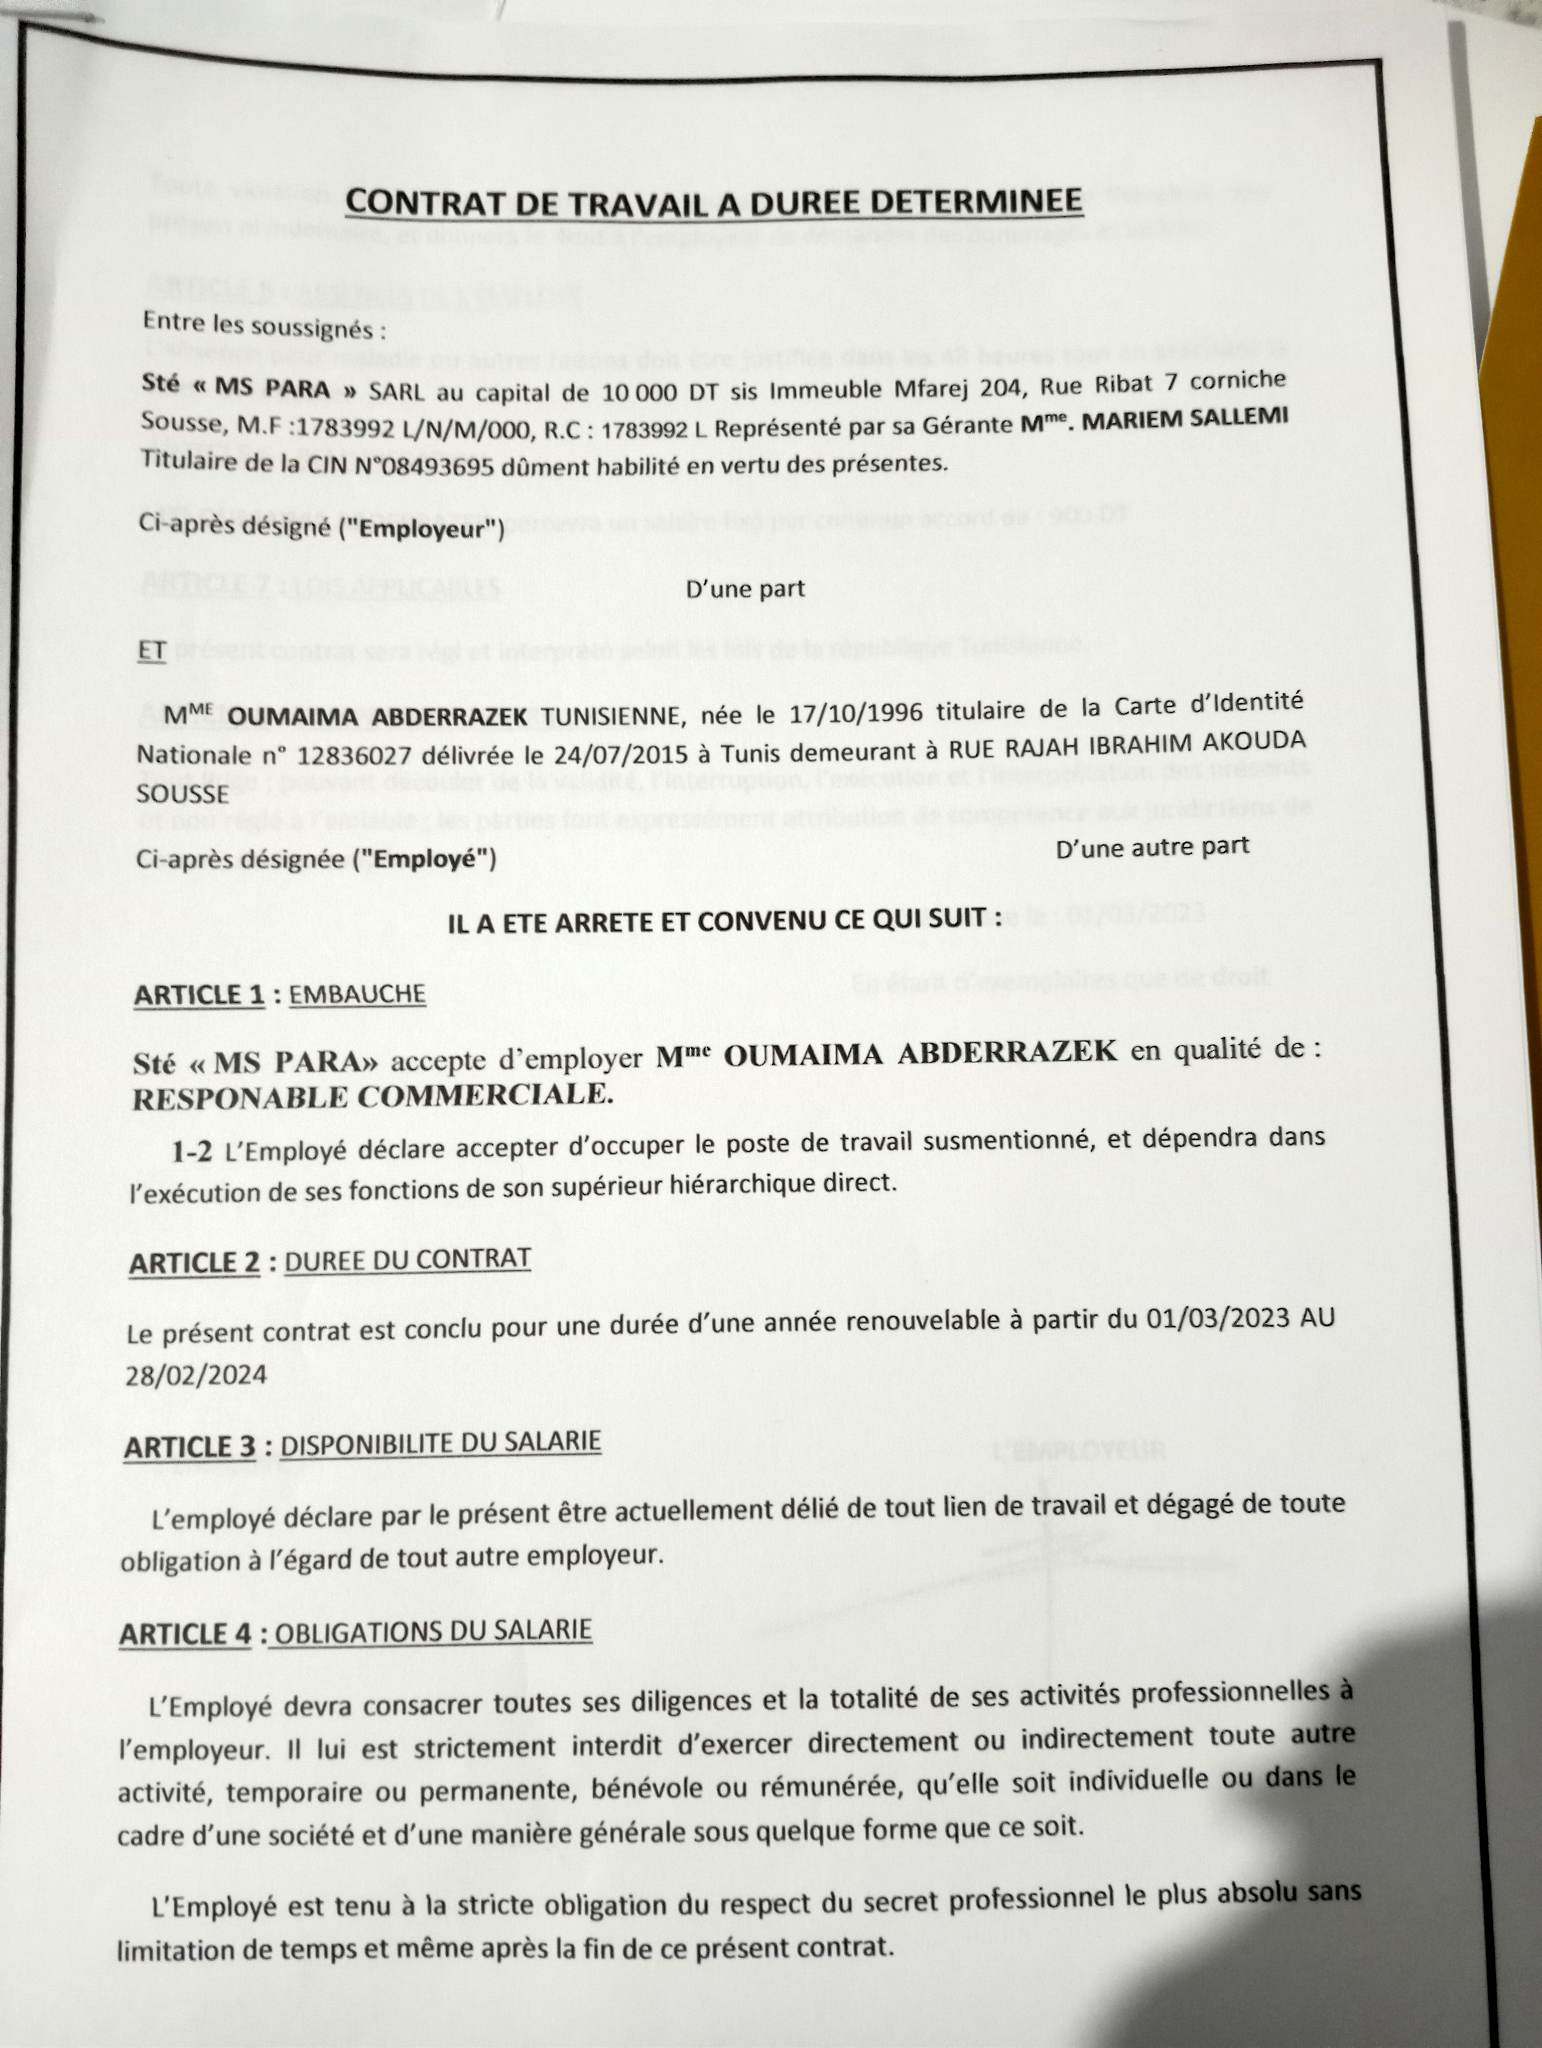 CONTRAT DE TRAVAIL A DUREE DETERMINEE
Entre les soussignés :
Sté « MS PARA » SARL au capital de 10 000 DT sis Immeuble Mfarej 204, Rue Ribat 7 corniche
Sousse, M.F :1783992 L/N/M/000, R.C : 1783992 L Représenté par sa Gérante Mme. MARIEM SALLEMI
Titulaire de la CIN N°08493695 dûment habilité en vertu des présentes.
Ci-après désigné ("Employeur")
D'une part
ET
MME OUMAIMA ABDERRAZEK TUNISIENNE, née le 17/10/1996 titulaire de la Carte d'Identité
Nationale n° 12836027 délivrée le 24/07/2015 à Tunis demeurant à RUE RAJAH IBRAHIM AKOUDA
SOUSSE
Ci-après désignée ("Employé") D'une autre part
IL A ETE ARRETE ET CONVENU CE QUI SUIT :
ARTICLE 1 : EMBAUCHE
Sté « MS PARA» accepte d'employer Mme OUMAIMA ABDERRAZEK en qualité de :
RESPONABLE COMMERCIALE.
1-2 L'Employé déclare accepter d'occuper le poste de travail susmentionné, et dépendra dans
l'exécution de ses fonctions de son supérieur hiérarchique direct.
ARTICLE 2 : DUREE DU CONTRAT
Le présent contrat est conclu pour une durée d'une année renouvelable à partir du 01/03/2023 AU
28/02/2024
ARTICLE 3 : DISPONIBILITE DU SALARIE
L'employé déclare par le présent être actuellement délié de tout lien de travail et dégagé de toute
obligation à l'égard de tout autre employeur.
ARTICLE 4 : OBLIGATIONS DU SALARIE
L'Employé devra consacrer toutes ses diligences et la totalité de ses activités professionnelles à
l'employeur. Il lui est strictement interdit d'exercer directement ou indirectement toute autre
activité, temporaire ou permanente, bénévole ou rémunérée, qu'elle soit individuelle ou dans le
cadre d'une société et d'une manière générale sous quelque forme que ce soit.
L'Employé est tenu à la stricte obligation du respect du secret professionnel le plus absolu sans
limitation de temps et même après la fin de ce présent contrat.